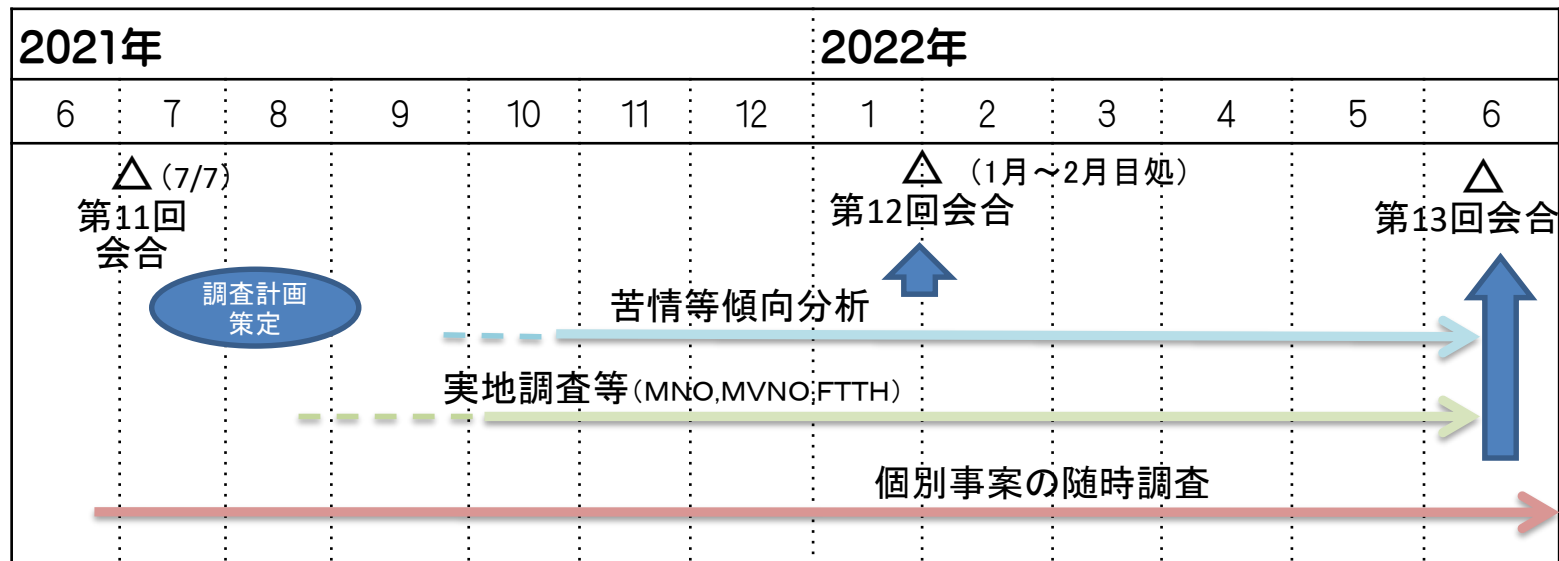 2021年 2022年
6 7 8 9 10 11 12 1 2 3 4 5 6
△(7/7) △ (1月～2月目処) △
第11回 第12回会合 第13回会合
会合
調査計画
策定
苦情等傾向分析
実地調査等(MNO,MVNO,FTTH)
個別事案の随時調査